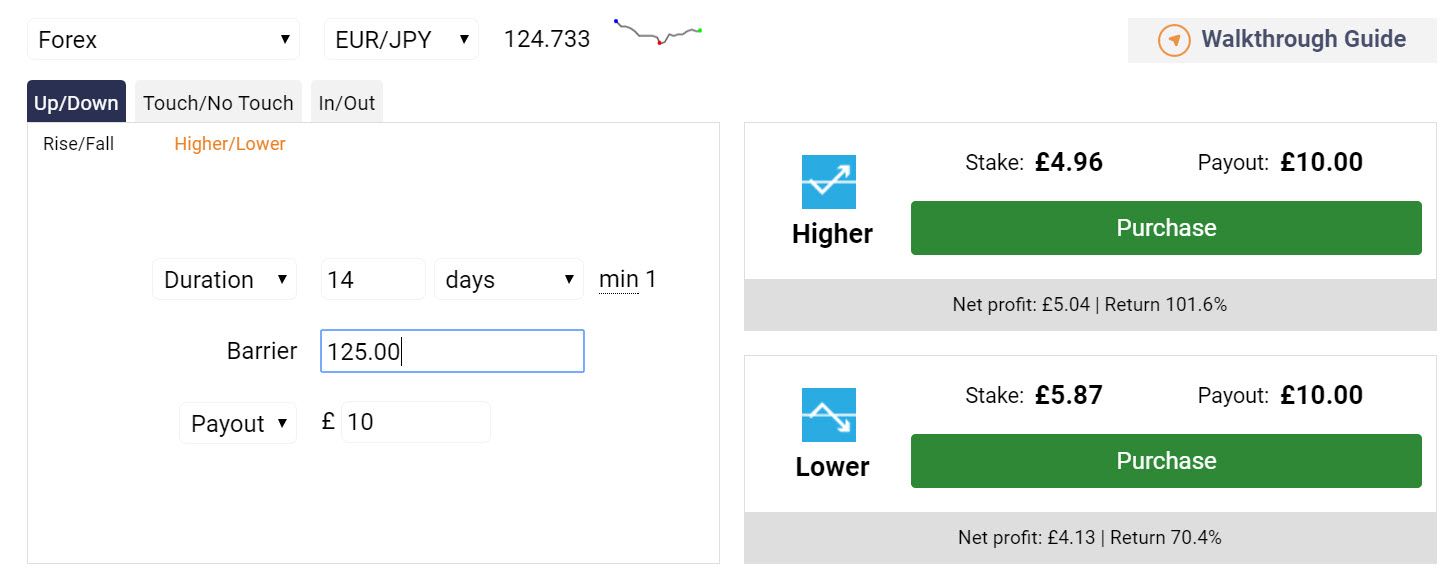 Forex ▼ EUR/JPY ▼ 124.733 Walkthrough Guide
Up/Down Touch/No Touch In/Out
Rise/Fall Higher/Lower
Duration ▼ 14 days ▼ min 1
Barrier 125.00
Payout ▼ £ 10
Stake: £4.96 Payout: £10.00
Higher Purchase
Net profit: £5.04 | Return 101.6%
Stake: £5.87 Payout: £10.00
Lower Purchase
Net profit: £4.13 | Return 70.4%